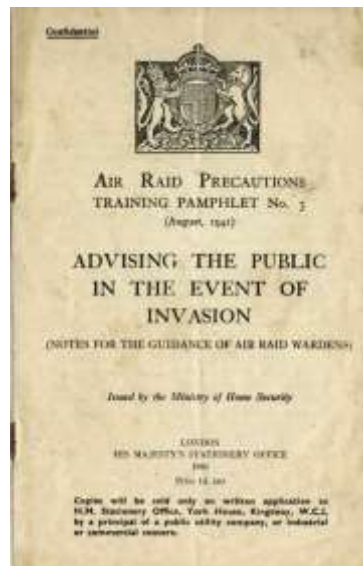 Confidential
AIR RAID PRECAUTIONS
TRAINING PAMPHLET No. 3
(August, 1941)
ADVISING THE PUBLIC
IN THE EVENT OF
INVASION
(NOTES FOR THE GUIDANCE OF AIR RAID WARDENS)
Issued by the Ministry of Home Security
LONDON
HIS MAJESTY'S STATIONERY OFFICE
Price
Copies will be sold only on written application to
H.M. Stationery Office, York House, Kingsway, W.C.2,
by a principal of a public utility company, or industrial
or commercial concern.